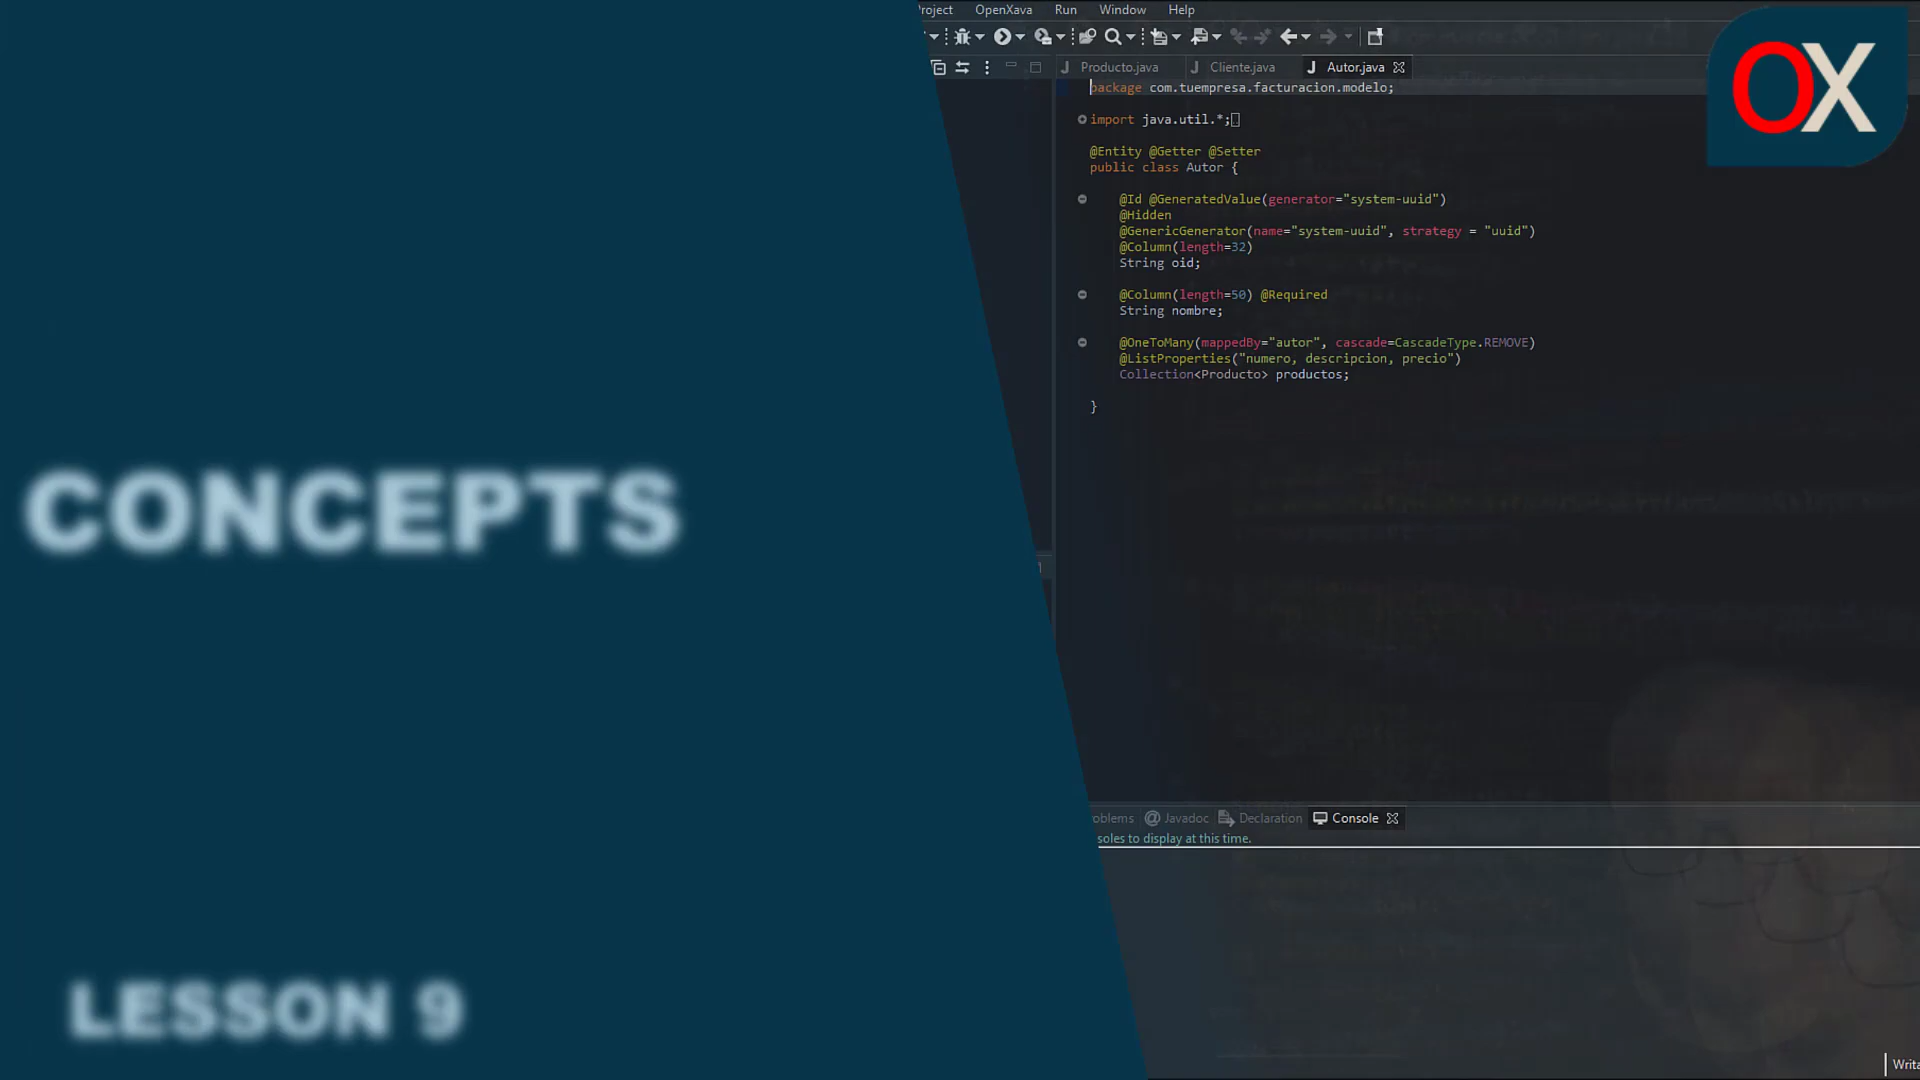 roject OpenXava Run Window Help
Producto.java Cliente.java Autor.java
OX
package com.tuempresa.facturacion.modelo;
import java.util.*;
@Entity @Getter @Setter
public class Autor {
@Id @GeneratedValue(generator="system-uuid")
@Hidden
@GenericGenerator(name="system-uuid", strategy = "uuid")
@Column(length=32)
String oid;
@Column(length=50) @Required
String nombre;
@OneToMany(mappedBy="autor", cascade=CascadeType.REMOVE)
@ListProperties("numero, descripcion, precio")
Collection<Producto> productos;
}
CONCEPTS
LESSON 9
oblems Javadoc Declaration Console
soles to display at this time.
Writa